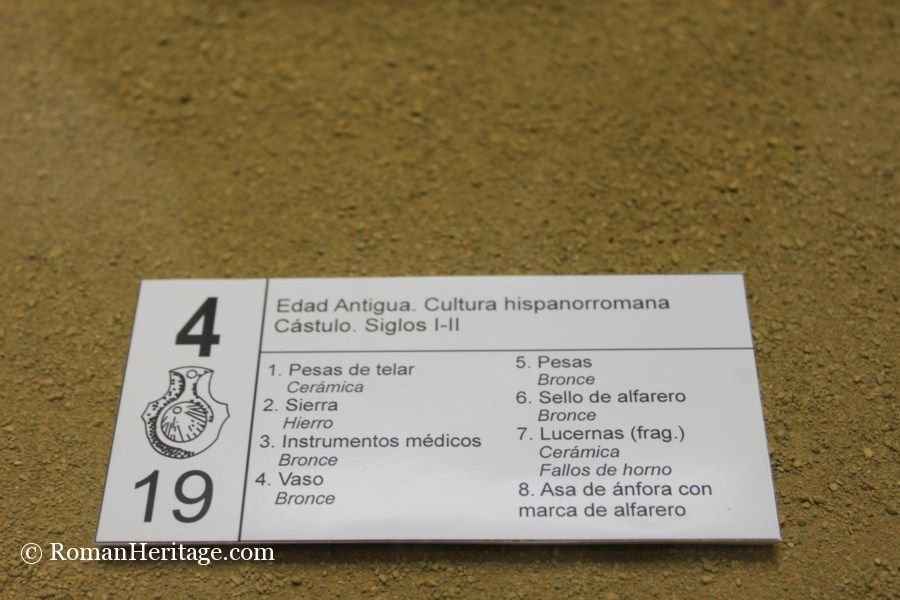 4
19
Edad Antigua. Cultura hispanorromana
Cástulo. Siglos I-II
1. Pesas de telar
Cerámica
2. Sierra
Hierro
3. Instrumentos médicos
Bronce
4. Vaso
Bronce
5. Pesas
Bronce
6. Sello de alfarero
Bronce
7. Lucernas (frag.)
Cerámica
Fallos de horno
8. Asa de ánfora con
marca de alfarero
© RomanHeritage.com